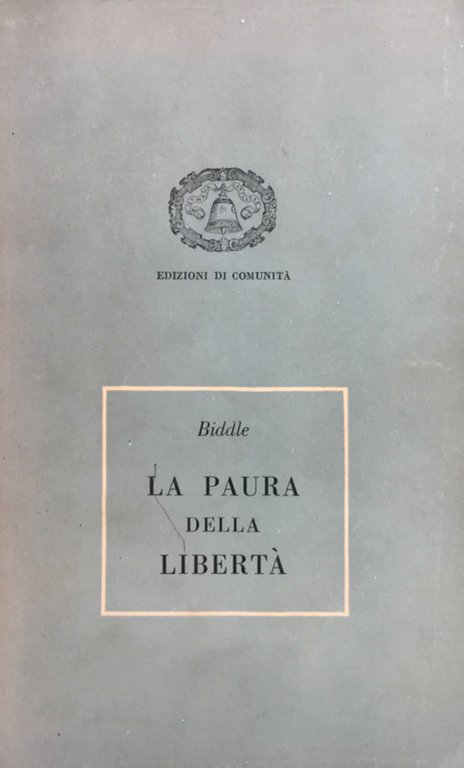 EDIZIONI DI COMUNITÀ
Biddle
LA PAURA
DELLA
LIBERTÀ